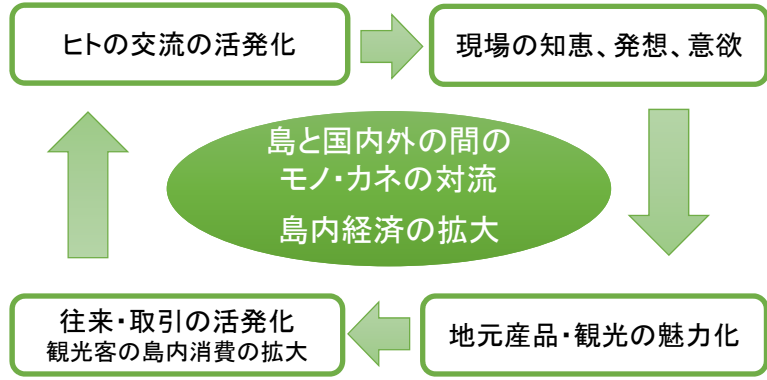 ヒトの交流の活発化
現場の知恵、発想、意欲
島と国内外の間の
モノ・カネの対流
島内経済の拡大
往来・取引の活発化
観光客の島内消費の拡大
地元産品・観光の魅力化